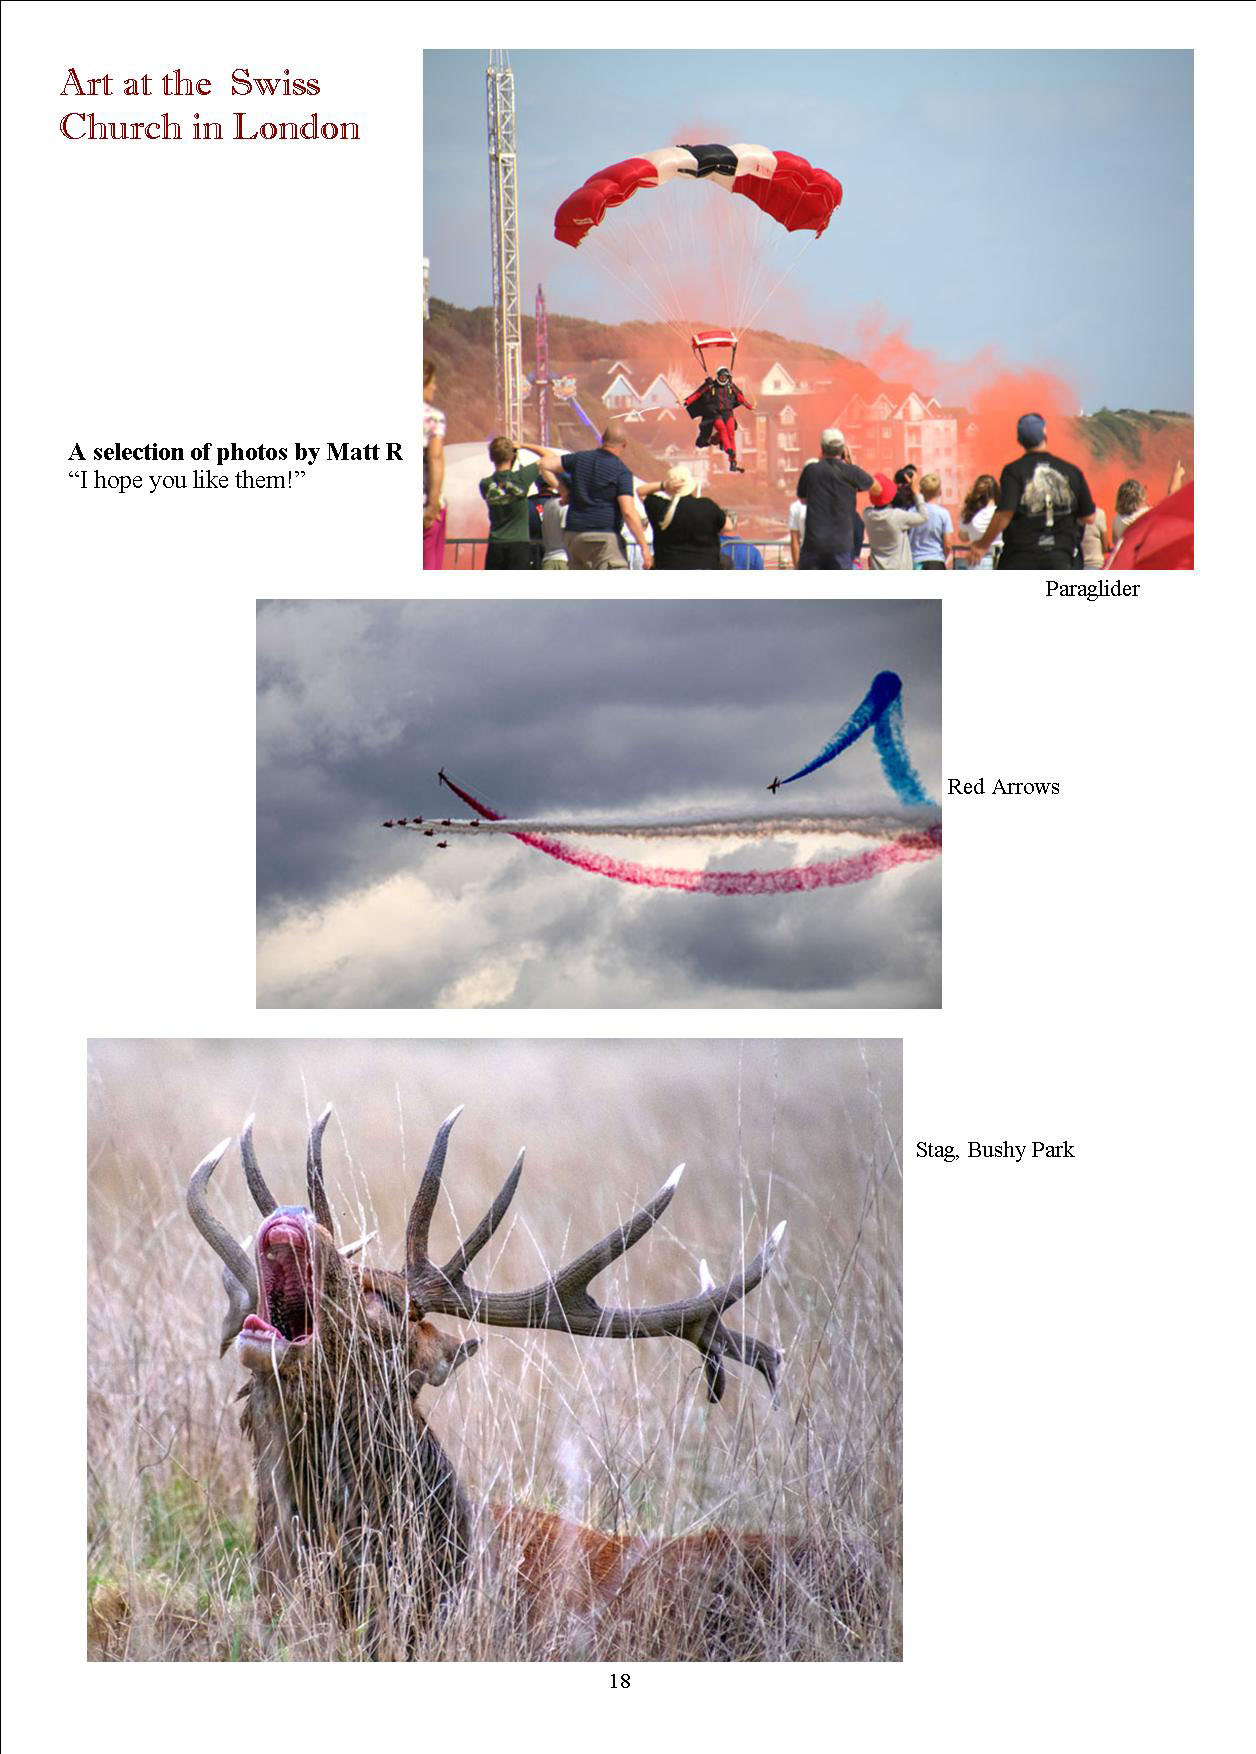 Art at the Swiss
Church in London
A selection of photos by Matt R
“I hope you like them!”
Paraglider
Red Arrows
Stag, Bushy Park
18